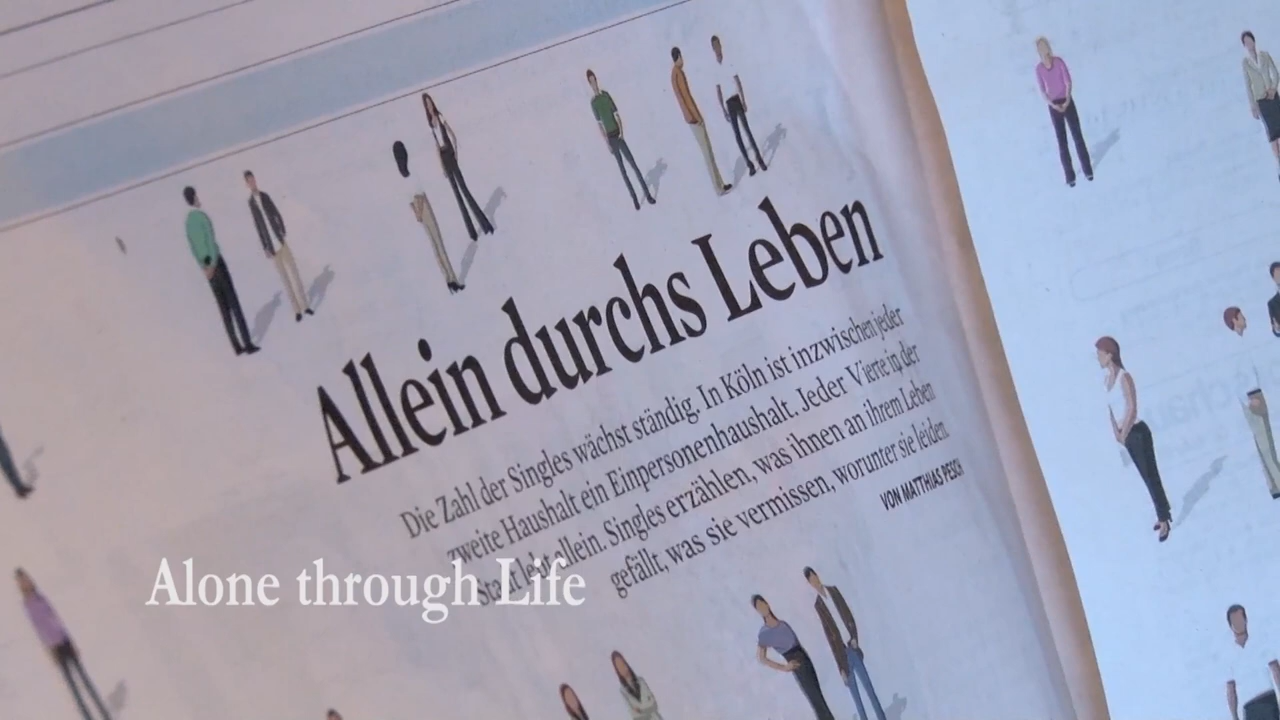 Allein durchs Leben
Die Zahl der Singles wächst ständig. In Köln ist inzwischen jeder
zweite Haushalt ein Einpersonenhaushalt. Jeder Vierte in der
Stadt lebt allein. Singles erzählen, was ihnen an ihrem Leben
gefällt, was sie vermissen, worunter sie leiden.
VON MATTHIAS PESCH
Alone through Life